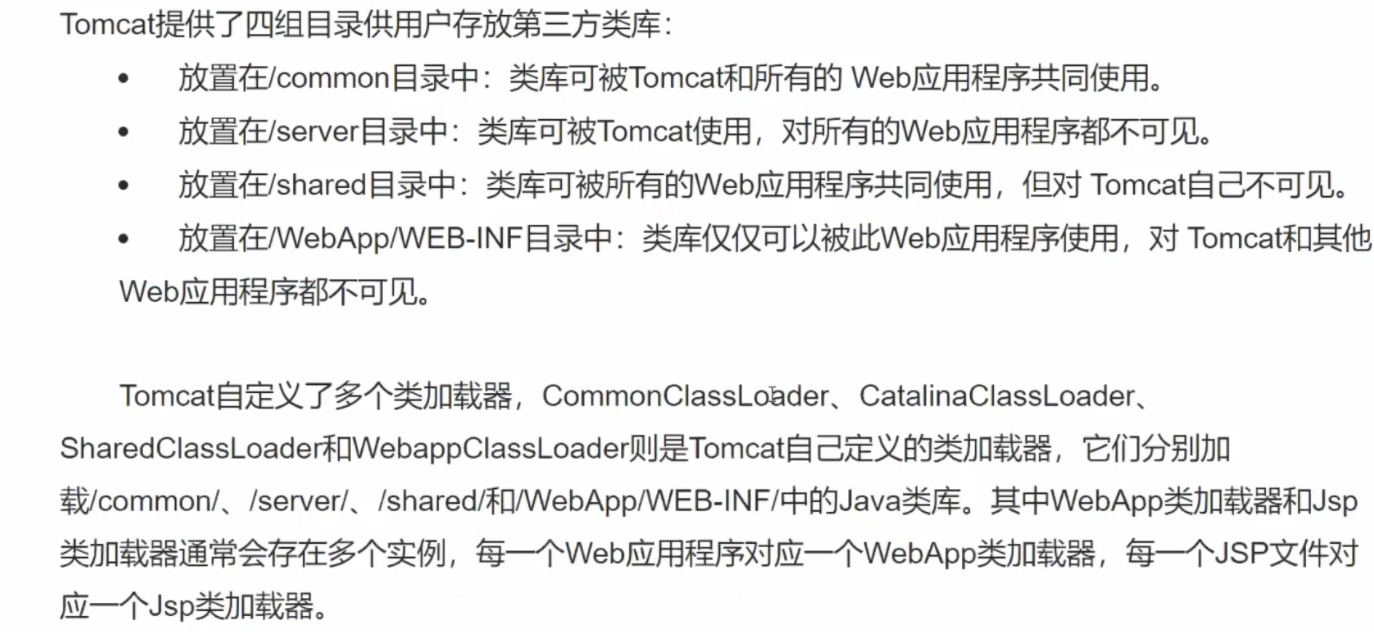 Tomcat提供了四组目录供用户存放第三方类库：
• 放置在/common目录中：类库可被Tomcat和所有的 Web应用程序共同使用。
• 放置在/server目录中：类库可被Tomcat使用，对所有的Web应用程序都不可见。
• 放置在/shared目录中：类库可被所有的Web应用程序共同使用，但对 Tomcat自己不可见。
• 放置在/WebApp/WEB-INF目录中：类库仅仅可以被此Web应用程序使用，对 Tomcat和其他
Web应用程序都不可见。
Tomcat自定义了多个类加载器，CommonClassLoader、CatalinaClassLoader、
SharedClassLoader和WebappClassLoader则是Tomcat自己定义的类加载器，它们分别加
载/common/、/server/、/shared/和/WebApp/WEB-INF/中的Java类库。其中WebApp类加载器和Jsp
类加载器通常会存在多个实例，每一个Web应用程序对应一个WebApp类加载器，每一个JSP文件对
应一个Jsp类加载器。